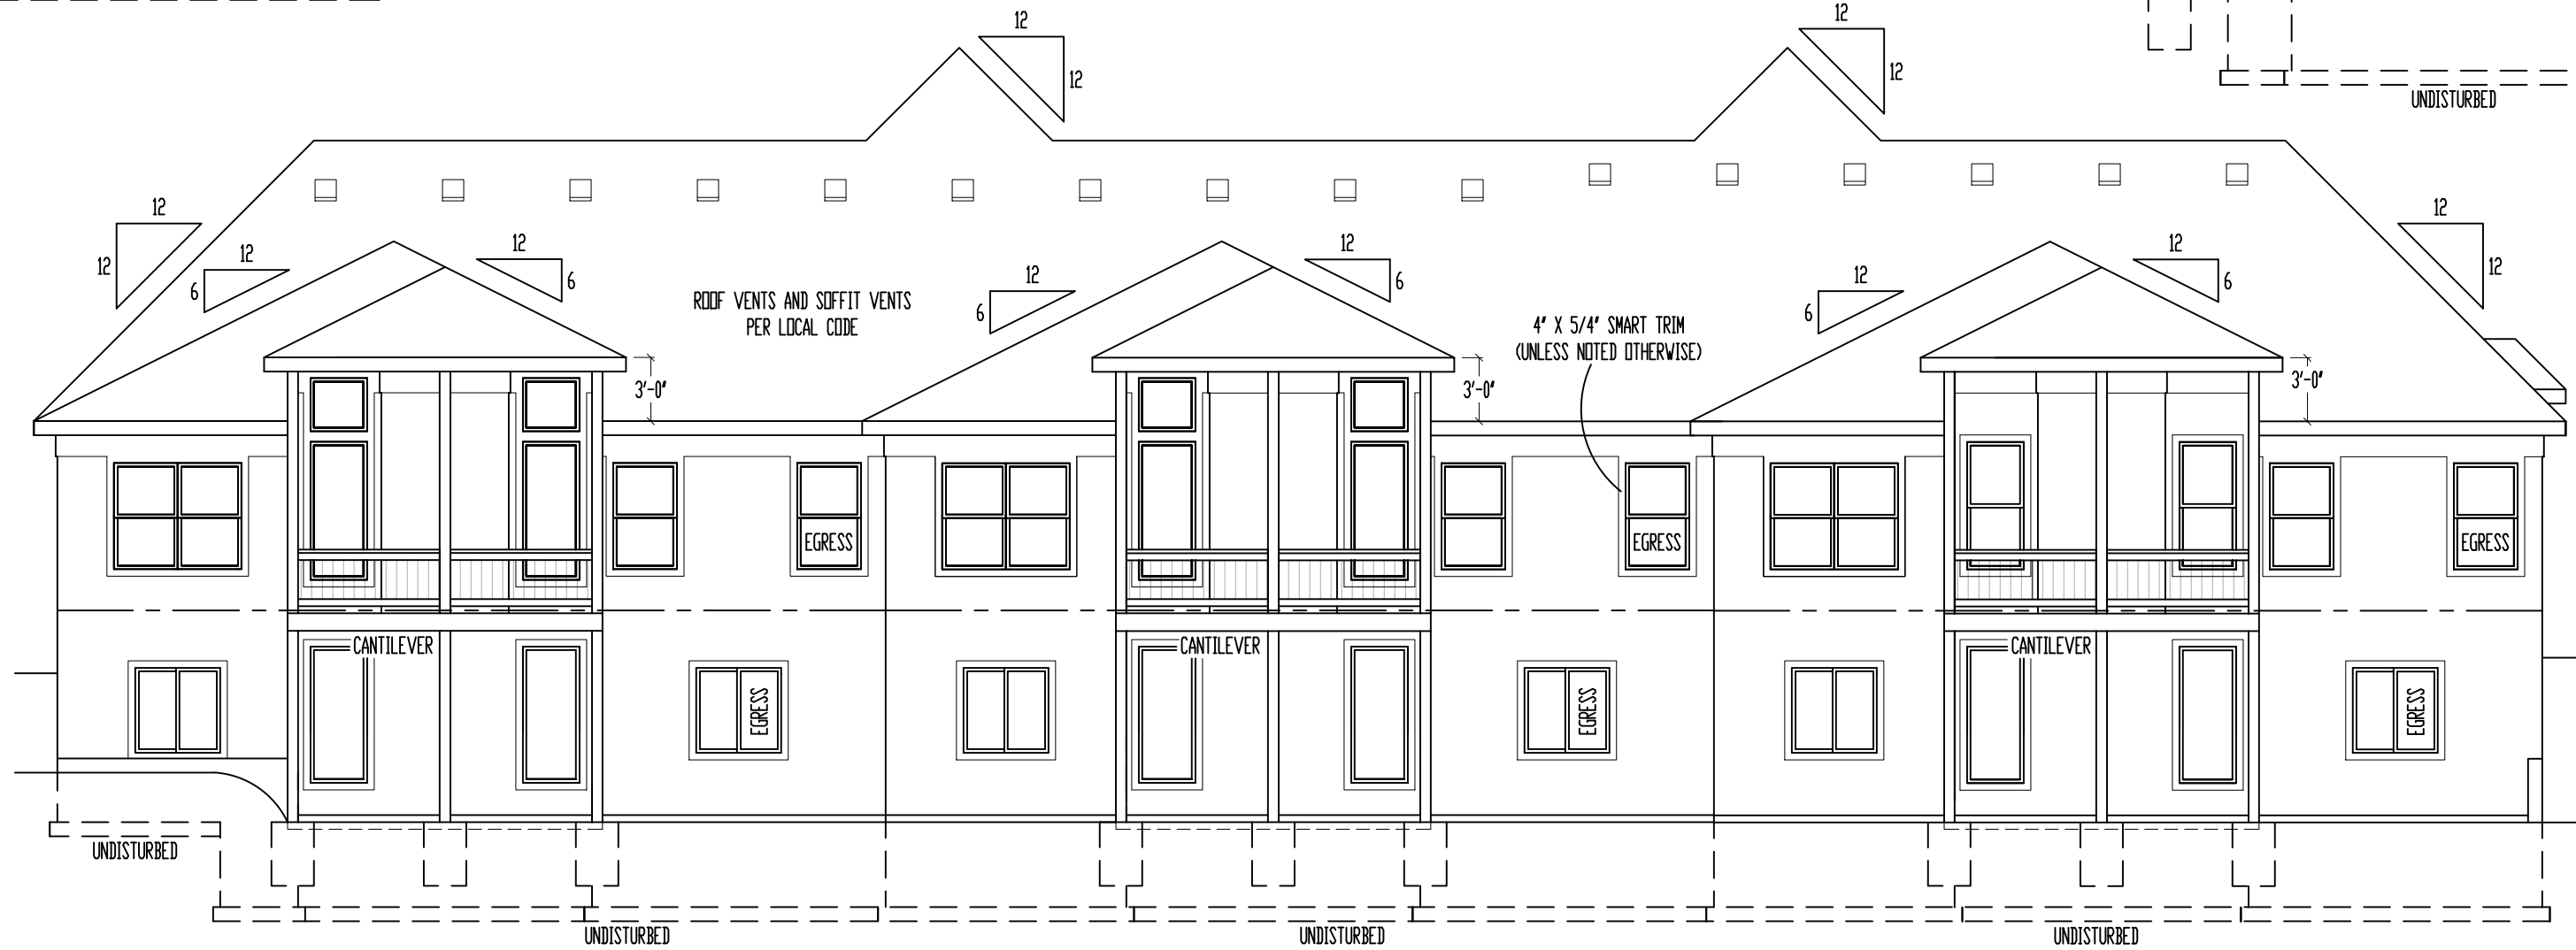 12
12
12
12
UNDISTURBED
12
12
12
12
12
6
12
6
ROOF VENTS AND SOFFIT VENTS
PER LOCAL CODE
12
6
12
6
4" X 5/4" SMART TRIM
(UNLESS NOTED OTHERWISE)
12
6
12
6
12
12
3'-0"
3'-0"
3'-0"
EGRESS
EGRESS
EGRESS
CANTILEVER
CANTILEVER
CANTILEVER
EGRESS
EGRESS
EGRESS
UNDISTURBED
UNDISTURBED
UNDISTURBED
UNDISTURBED